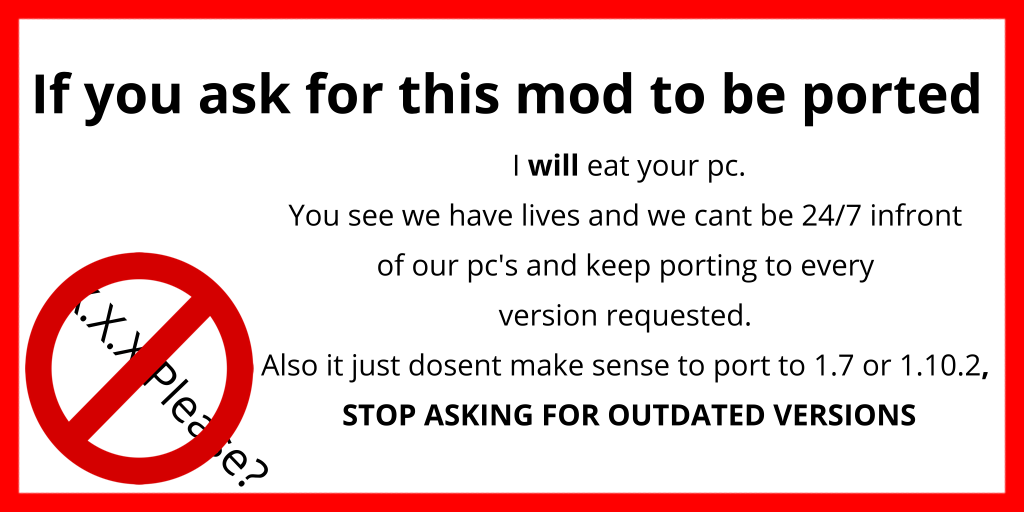 If you ask for this mod to be ported
I will eat your pc.
You see we have lives and we cant be 24/7 infront
of our pc's and keep porting to every
version requested.
Also it just dosent make sense to port to 1.7 or 1.10.2,
STOP ASKING FOR OUTDATED VERSIONS
X.X.X Please?